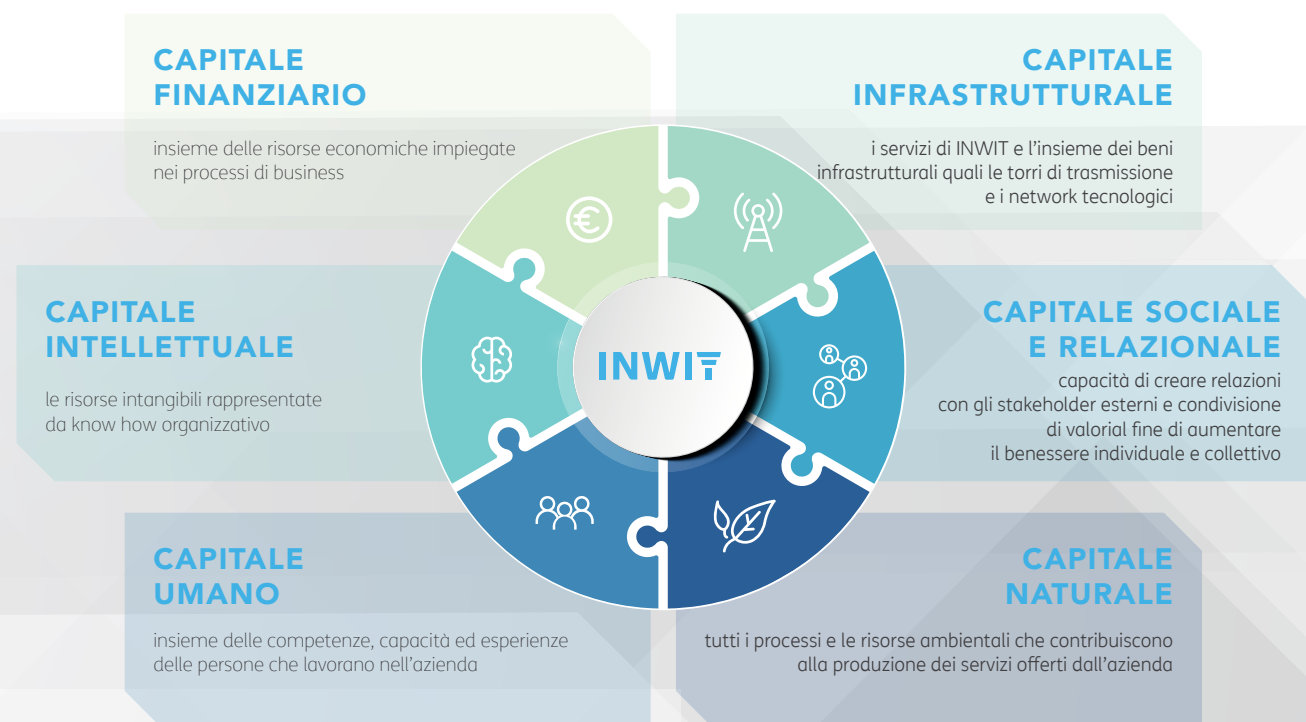 CAPITALE
FINANZIARIO
insieme delle risorse economiche impiegate
nei processi di business
CAPITALE
INFRASTRUTTURALE
i servizi di INWIT e l'insieme dei beni
infrastrutturali quali le torri di trasmissione
e i network tecnologici
CAPITALE
INTELLETTUALE
le risorse intangibili rappresentate
da know how organizzativo
INWIT
CAPITALE SOCIALE
E RELAZIONALE
capacità di creare relazioni
con gli stakeholder esterni e condivisione
di valorial fine di aumentare
il benessere individuale e collettivo
CAPITALE
UMANO
insieme delle competenze, capacità ed esperienze
delle persone che lavorano nell'azienda
CAPITALE
NATURALE
tutti i processi e le risorse ambientali che contribuiscono
alla produzione dei servizi offerti dall'azienda